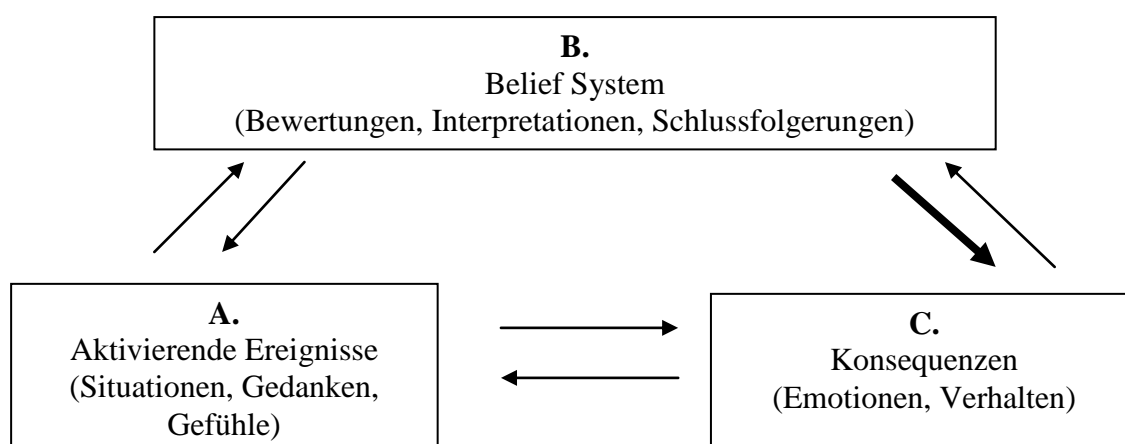 B.
Belief System
(Bewertungen, Interpretationen, Schlussfolgerungen)
A.
Aktivierende Ereignisse
(Situationen, Gedanken,
Gefühle)
C.
Konsequenzen
(Emotionen, Verhalten)